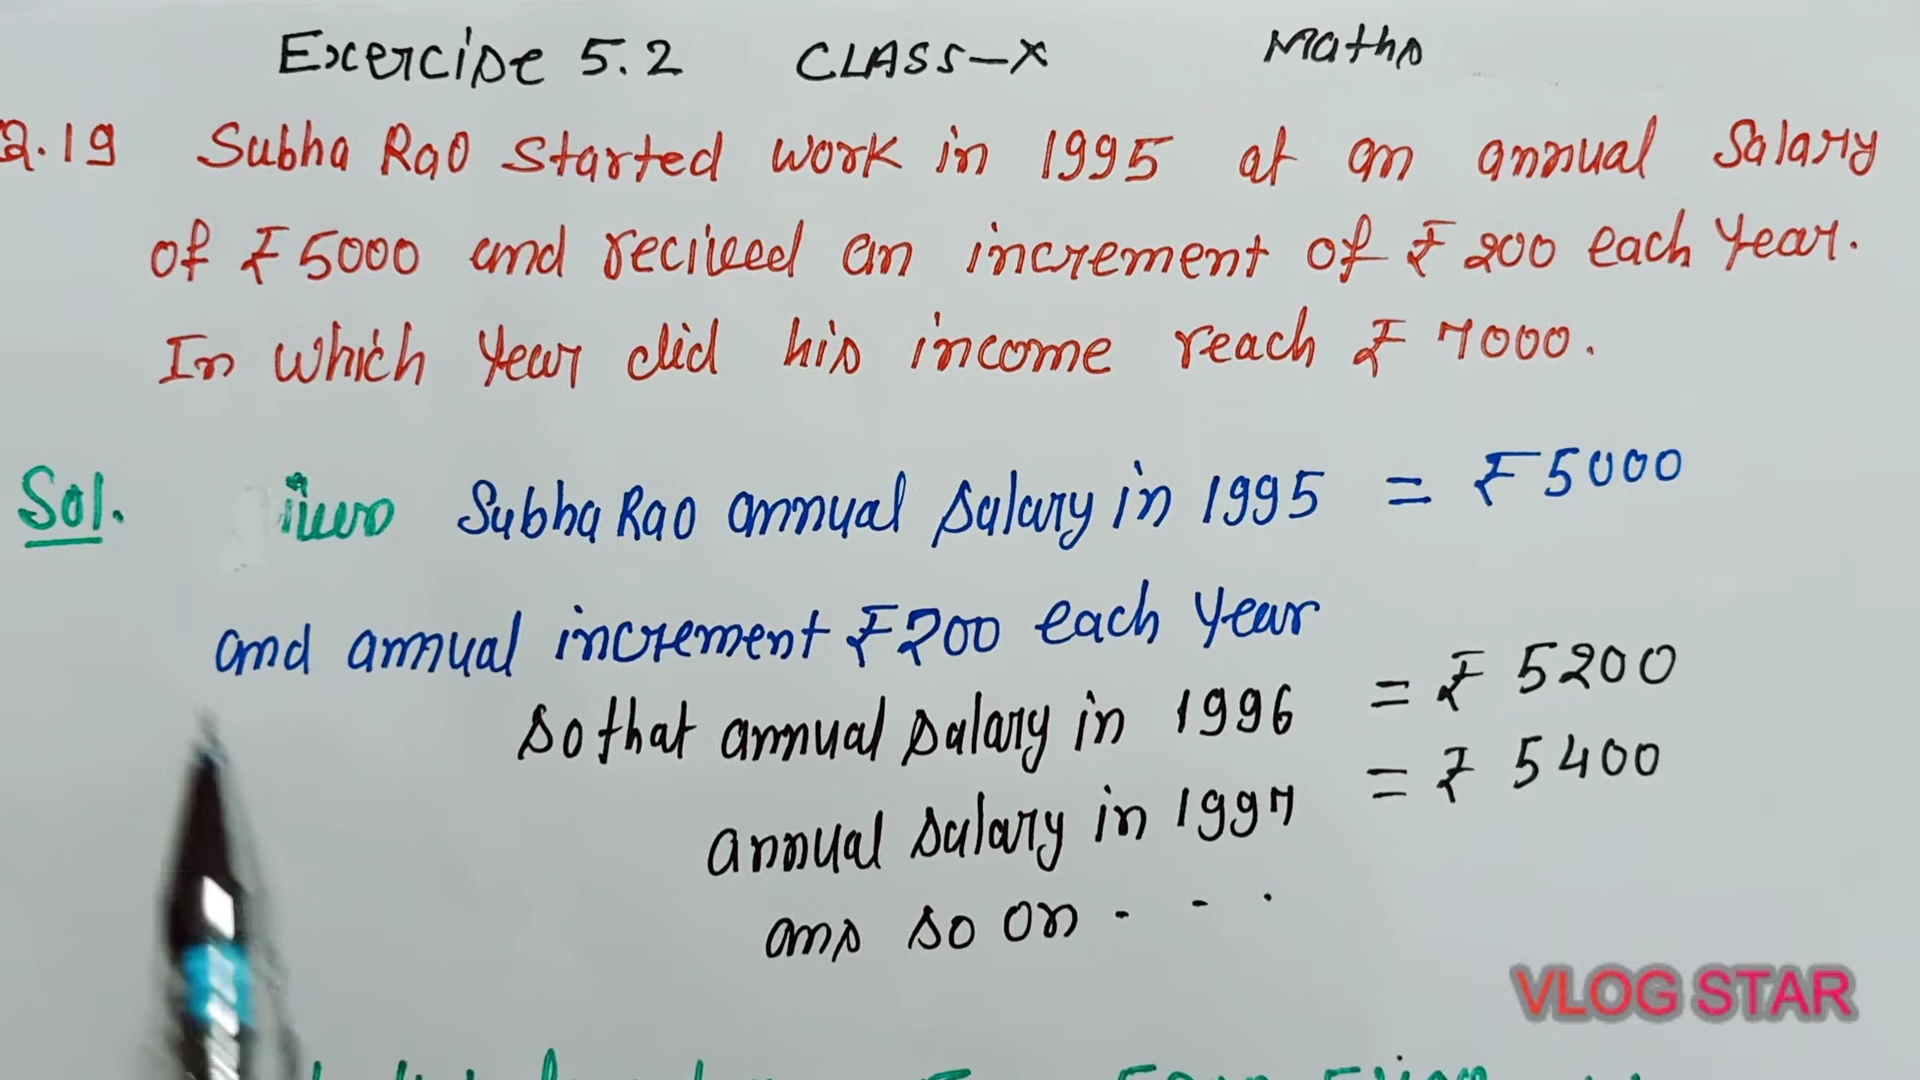 Exercise 5.2 CLASS-X Maths
Q.19 Subha Rao started work in 1995 at an annual salary
of ₹ 5000 and recived an increment of ₹ 200 each year.
In which year did his income reach ₹ 7000.
Sol. Subha Rao annual salary in 1995 = ₹ 5000
and annual increment ₹ 200 each year
so that annual salary in 1996 = ₹ 5200
annual salary in 1997 = ₹ 5400
ans so on - - .
VLOG STAR